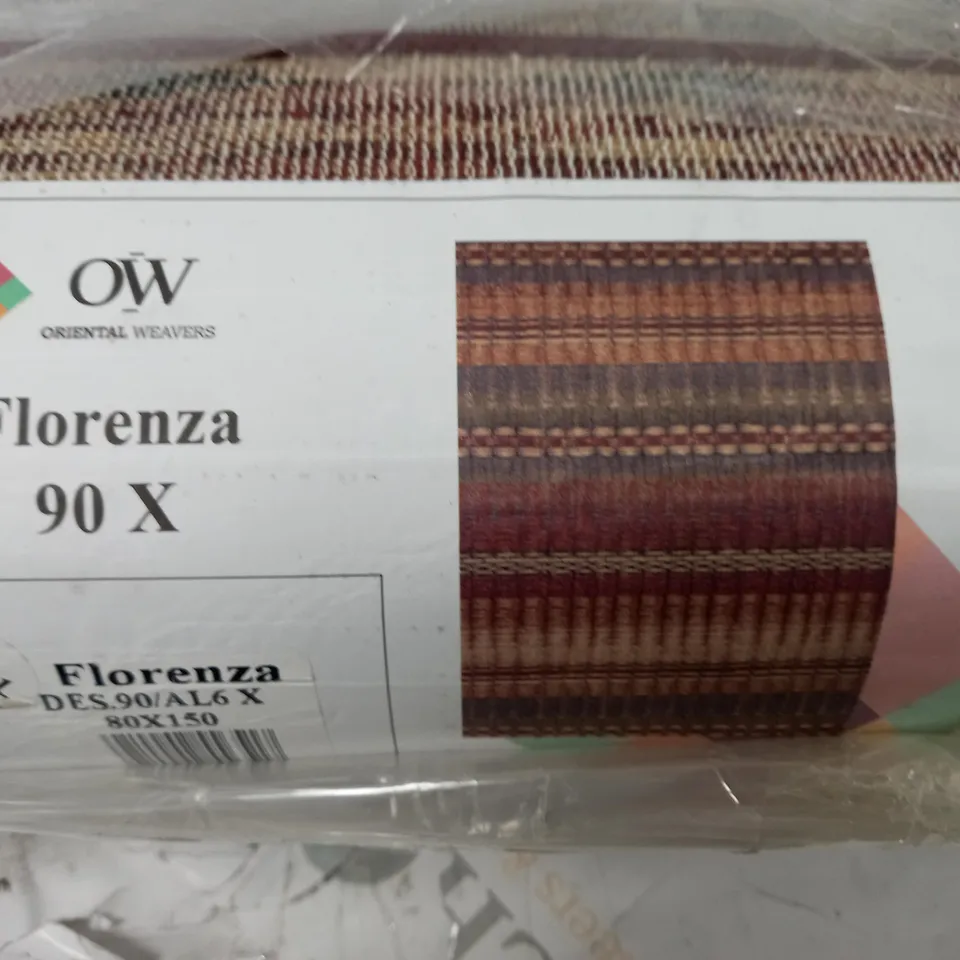 OW
ORIENTAL WEAVERS
Florenza
90 X
Florenza
DES.90/AL6 X
80X150